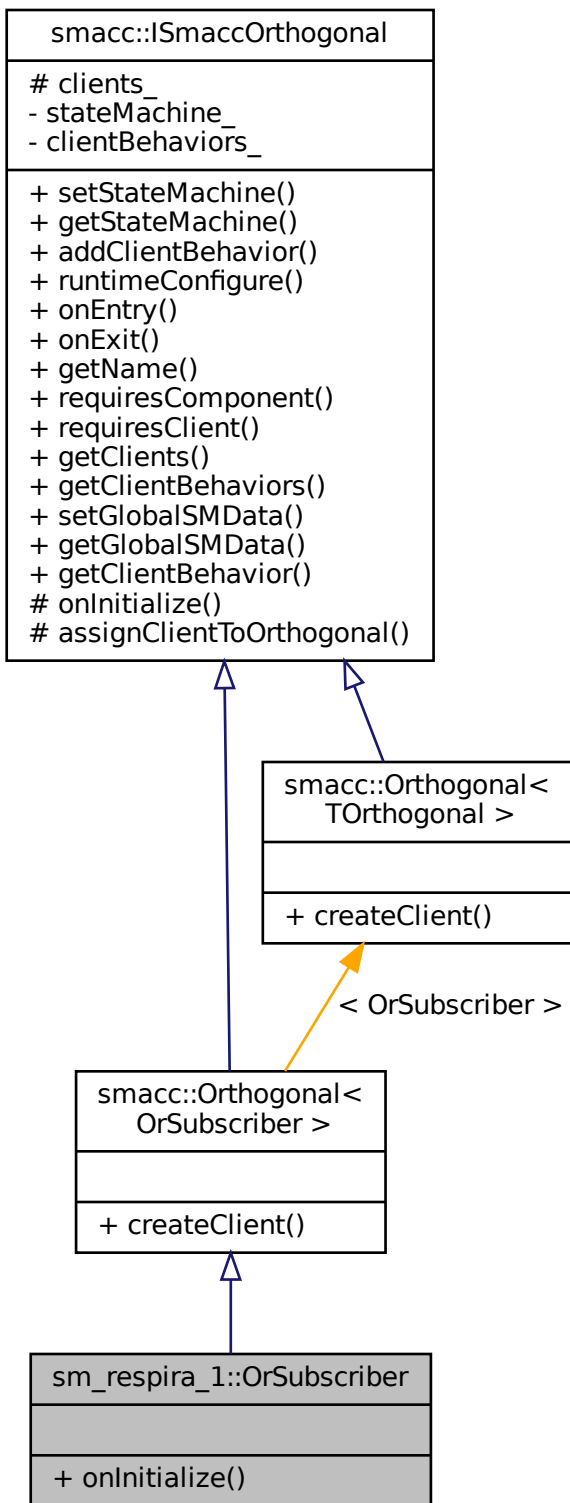 smacc::ISmaccOrthogonal
# clients_
- stateMachine_
- clientBehaviors_
+ setStateMachine()
+ getStateMachine()
+ addClientBehavior()
+ runtimeConfigure()
+ onEntry()
+ onExit()
+ getName()
+ requiresComponent()
+ requiresClient()
+ getClients()
+ getClientBehaviors()
+ setGlobalSMData()
+ getGlobalSMData()
+ getClientBehavior()
# onInitialize()
# assignClientToOrthogonal()
smacc::Orthogonal<
TOrthogonal >
+ createClient()
< OrSubscriber >
smacc::Orthogonal<
OrSubscriber >
+ createClient()
sm_respira_1::OrSubscriber
+ onInitialize()